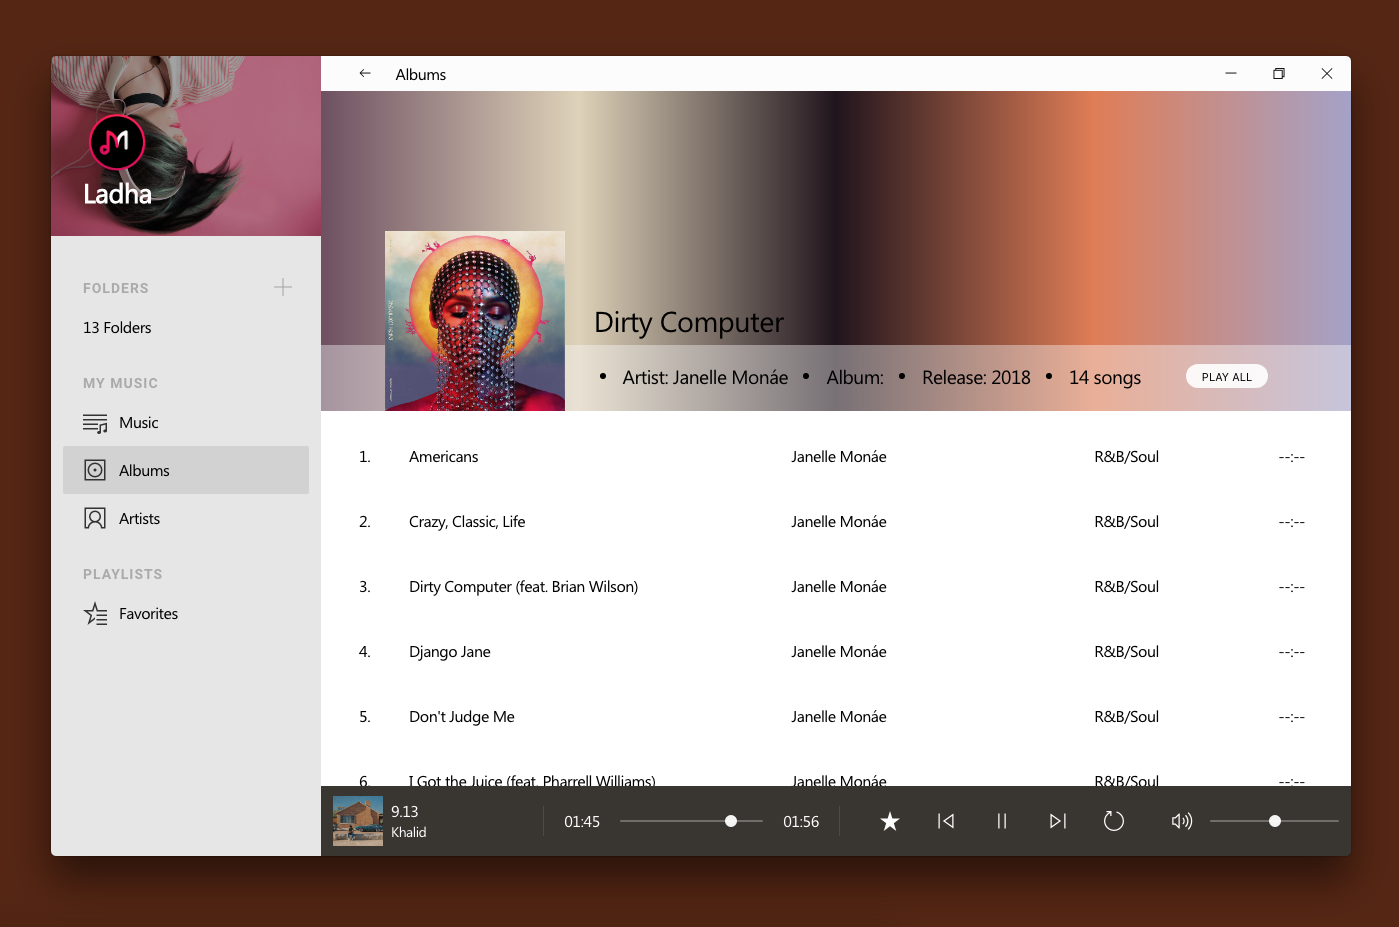 Albums
Ladha
FOLDERS
13 Folders
MY MUSIC
Music
Albums
Artists
PLAYLISTS
Favorites
Dirty Computer
• Artist: Janelle Monáe • Album: • Release: 2018 • 14 songs PLAY ALL
1. Americans Janelle Monáe R&B/Soul --:--
2. Crazy, Classic, Life Janelle Monáe R&B/Soul --:--
3. Dirty Computer (feat. Brian Wilson) Janelle Monáe R&B/Soul --:--
4. Django Jane Janelle Monáe R&B/Soul --:--
5. Don't Judge Me Janelle Monáe R&B/Soul --:--
6. I Got the Juice (feat. Pharrell Williams) Janelle Monáe R&B/Soul --:--
9.13
Khalid
01:45 01:56